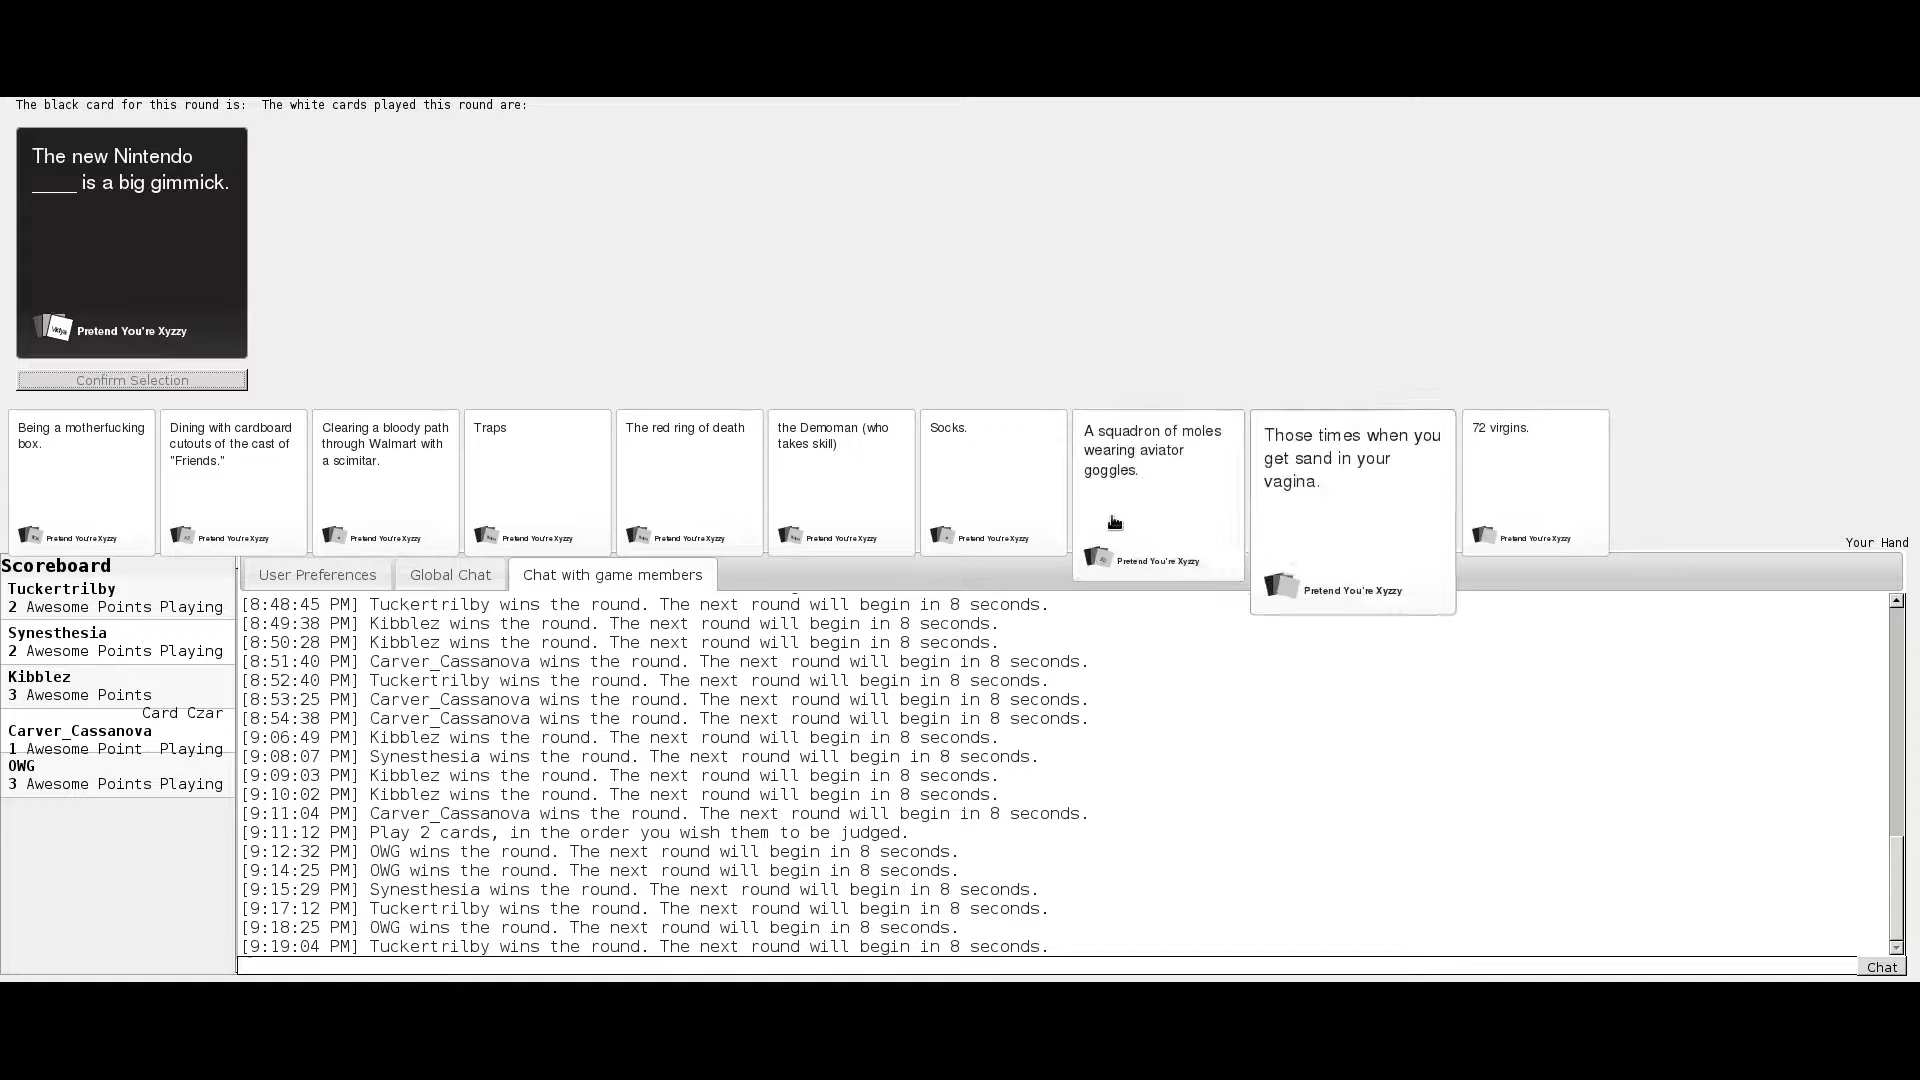 The black card for this round is: The white cards played this round are:
The new Nintendo
____ is a big gimmick.
Pretend You're Xyzzy
Confirm Selection
Being a motherfucking
box.
Pretend You're Xyzzy
Dining with cardboard
cutouts of the cast of
"Friends."
Pretend You're Xyzzy
Clearing a bloody path
through Walmart with
a scimitar.
Pretend You're Xyzzy
Traps
Pretend You're Xyzzy
The red ring of death
Pretend You're Xyzzy
the Demoman (who
takes skill)
Pretend You're Xyzzy
Socks.
Pretend You're Xyzzy
A squadron of moles
wearing aviator
goggles.
Pretend You're Xyzzy
Those times when you
get sand in your
vagina.
Pretend You're Xyzzy
72 virgins.
Pretend You're Xyzzy
Your Hand
Scoreboard
Tuckertrilby
2 Awesome Points Playing
Synesthesia
2 Awesome Points Playing
Kibblez
3 Awesome Points
Card Czar
Carver_Cassanova
1 Awesome Point Playing
OWG
3 Awesome Points Playing
User Preferences
Global Chat
Chat with game members
[8:48:45 PM] Tuckertrilby wins the round. The next round will begin in 8 seconds.
[8:49:38 PM] Kibblez wins the round. The next round will begin in 8 seconds.
[8:50:28 PM] Kibblez wins the round. The next round will begin in 8 seconds.
[8:51:40 PM] Carver_Cassanova wins the round. The next round will begin in 8 seconds.
[8:52:40 PM] Tuckertrilby wins the round. The next round will begin in 8 seconds.
[8:53:25 PM] Carver_Cassanova wins the round. The next round will begin in 8 seconds.
[8:54:38 PM] Carver_Cassanova wins the round. The next round will begin in 8 seconds.
[9:06:49 PM] Kibblez wins the round. The next round will begin in 8 seconds.
[9:08:07 PM] Synesthesia wins the round. The next round will begin in 8 seconds.
[9:09:03 PM] Kibblez wins the round. The next round will begin in 8 seconds.
[9:10:02 PM] Kibblez wins the round. The next round will begin in 8 seconds.
[9:11:04 PM] Carver_Cassanova wins the round. The next round will begin in 8 seconds.
[9:11:12 PM] Play 2 cards, in the order you wish them to be judged.
[9:12:32 PM] OWG wins the round. The next round will begin in 8 seconds.
[9:14:25 PM] OWG wins the round. The next round will begin in 8 seconds.
[9:15:29 PM] Synesthesia wins the round. The next round will begin in 8 seconds.
[9:17:12 PM] Tuckertrilby wins the round. The next round will begin in 8 seconds.
[9:18:25 PM] OWG wins the round. The next round will begin in 8 seconds.
[9:19:04 PM] Tuckertrilby wins the round. The next round will begin in 8 seconds.
Chat